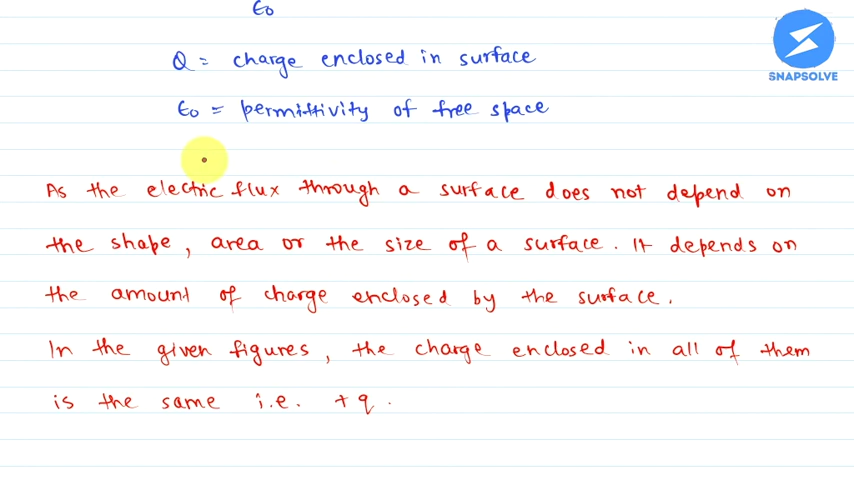 ϵ₀
SNAPSOLVE
Q = charge enclosed in surface
ϵ₀ = permittivity of free space
As the electric flux through a surface does not depend on
the shape, area or the size of a surface. It depends on
the amount of charge enclosed by the surface.
In the given figures, the charge enclosed in all of them
is the same i.e. +q.